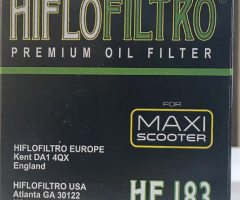 HIFLOFILTRO®
PREMIUM OIL FILTER
FOR
MAXI
SCOOTER
HIFLOFILTRO EUROPE
Kent DA1 4QX
England
HIFLOFILTRO USA
Atlanta GA 30122
HF183